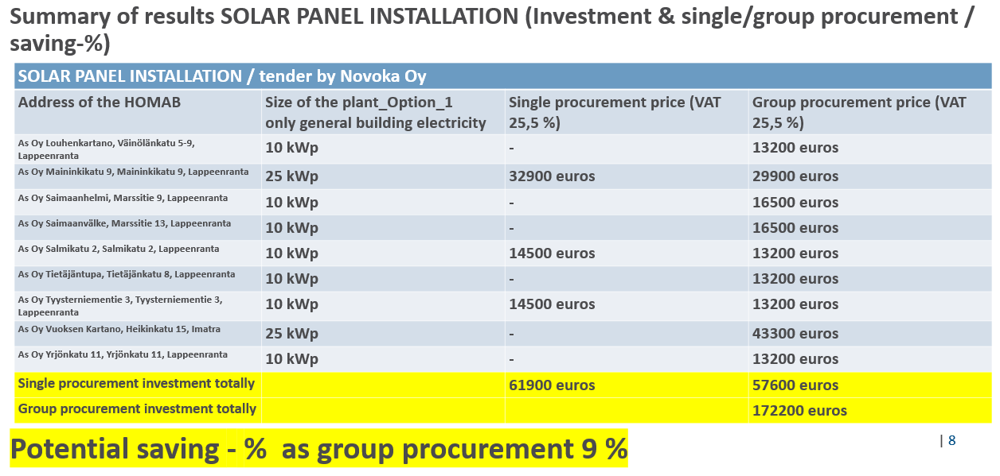 Summary of results SOLAR PANEL INSTALLATION (Investment & single/group procurement /
saving-%)
SOLAR PANEL INSTALLATION / tender by Novoka Oy
Address of the HOMAB
Size of the plant_Option_1
only general building electricity
Single procurement price (VAT
25,5 %)
Group procurement price (VAT
25,5 %)
As Oy Louhenkartano, Väinölänkatu 5-9,
Lappeenranta
10 kWp
-
13200 euros
As Oy Maininkikatu 9, Maininkikatu 9, Lappeenranta
25 kWp
32900 euros
29900 euros
As Oy Saimaanhelmi, Marssitie 9, Lappeenranta
10 kWp
-
16500 euros
As Oy Saimaanvälke, Marssitie 13, Lappeenranta
10 kWp
-
16500 euros
As Oy Salmikatu 2, Salmikatu 2, Lappeenranta
10 kWp
14500 euros
13200 euros
As Oy Tietäjäntupa, Tietäjänkatu 8, Lappeenranta
10 kWp
-
13200 euros
As Oy Tyysterniementie 3, Tyysterniementie 3,
Lappeenranta
10 kWp
14500 euros
13200 euros
As Oy Vuoksen Kartano, Heikinkatu 15, Imatra
25 kWp
-
43300 euros
As Oy Yrjönkatu 11, Yrjönkatu 11, Lappeenranta
10 kWp
-
13200 euros
Single procurement investment totally
61900 euros
57600 euros
Group procurement investment totally
172200 euros
Potential saving - %  as group procurement 9 %
| 8